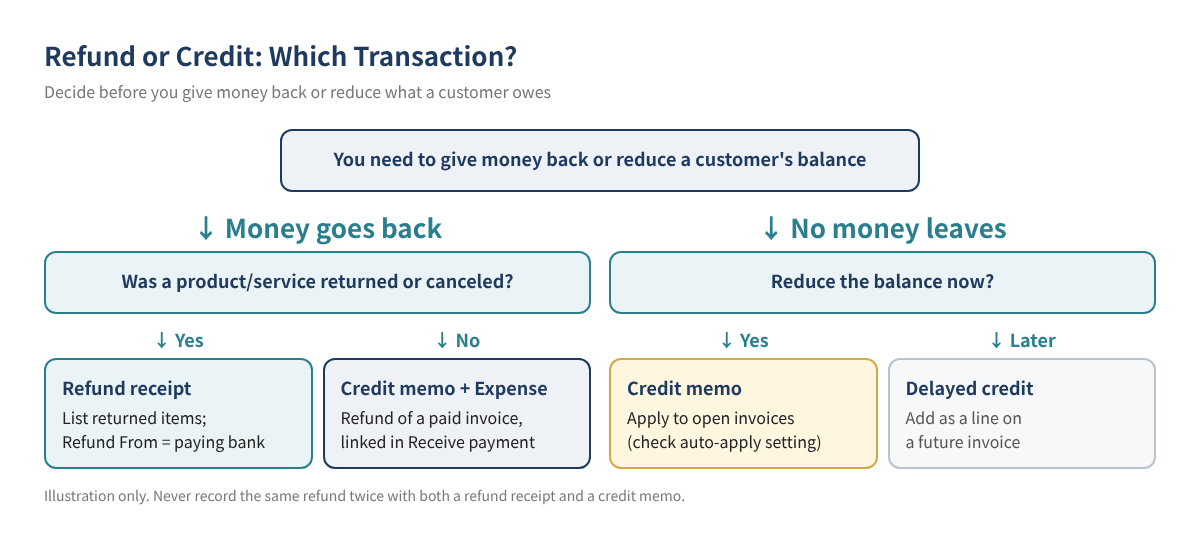 Refund or Credit: Which Transaction?
Decide before you give money back or reduce what a customer owes
You need to give money back or reduce a customer's balance
↓ Money goes back
↓ No money leaves
Was a product/service returned or canceled?
Reduce the balance now?
↓ Yes
↓ No
↓ Yes
↓ Later
Refund receipt
List returned items;
Refund From = paying bank
Credit memo + Expense
Refund of a paid invoice,
linked in Receive payment
Credit memo
Apply to open invoices
(check auto-apply setting)
Delayed credit
Add as a line on
a future invoice
Illustration only. Never record the same refund twice with both a refund receipt and a credit memo.